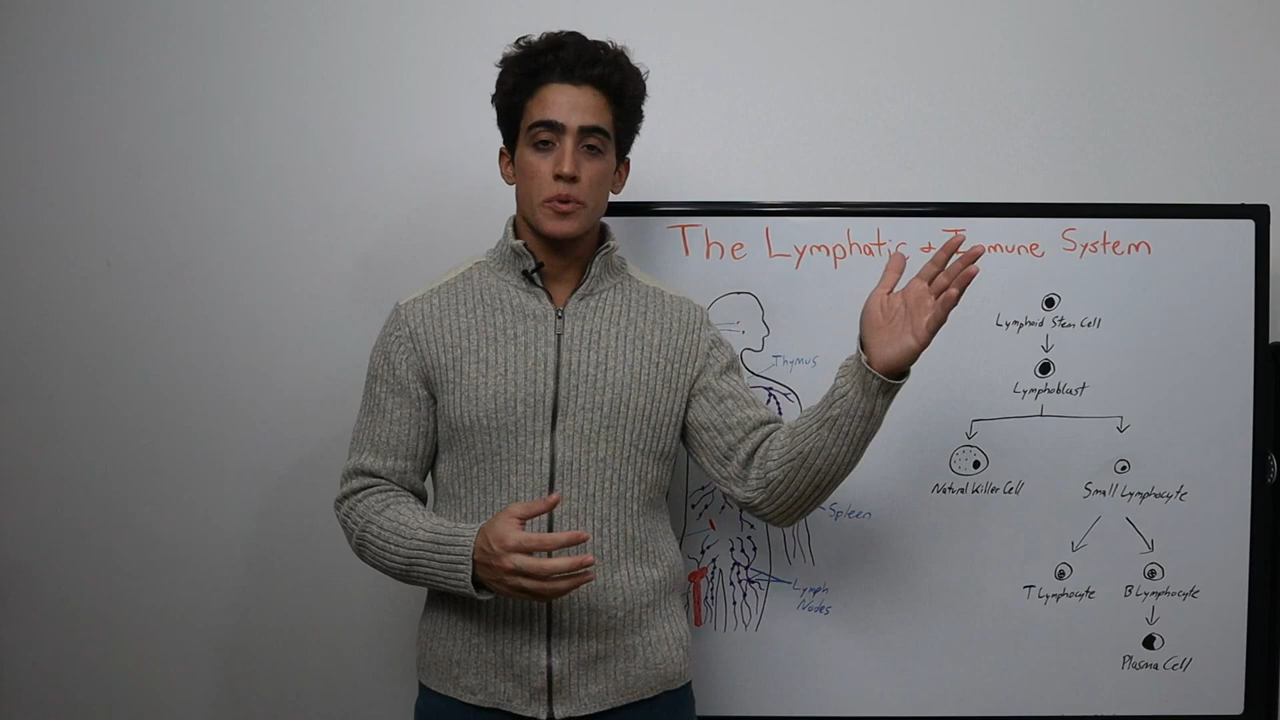 The Lymphatic & Immune System
Thymus
Spleen
Lymph
Nodes
Lymphoid Stem Cell
Lymphoblast
Natural Killer Cell
Small Lymphocyte
T Lymphocyte
B Lymphocyte
Plasma Cell